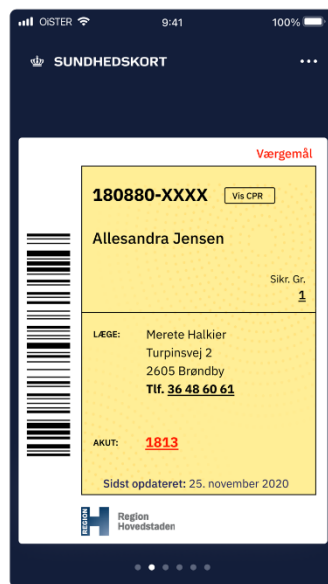 OiSTER 9:41 100%
SUNDHEDSKORT
Værgemål
180880-XXXX Vis CPR
Allesandra Jensen
Sikr. Gr.
1
LÆGE: Merete Halkier
Turpinsvej 2
2605 Brøndby
Tlf. 36 48 60 61
AKUT: 1813
Sidst opdateret: 25. november 2020
REGION
Region
Hovedstaden